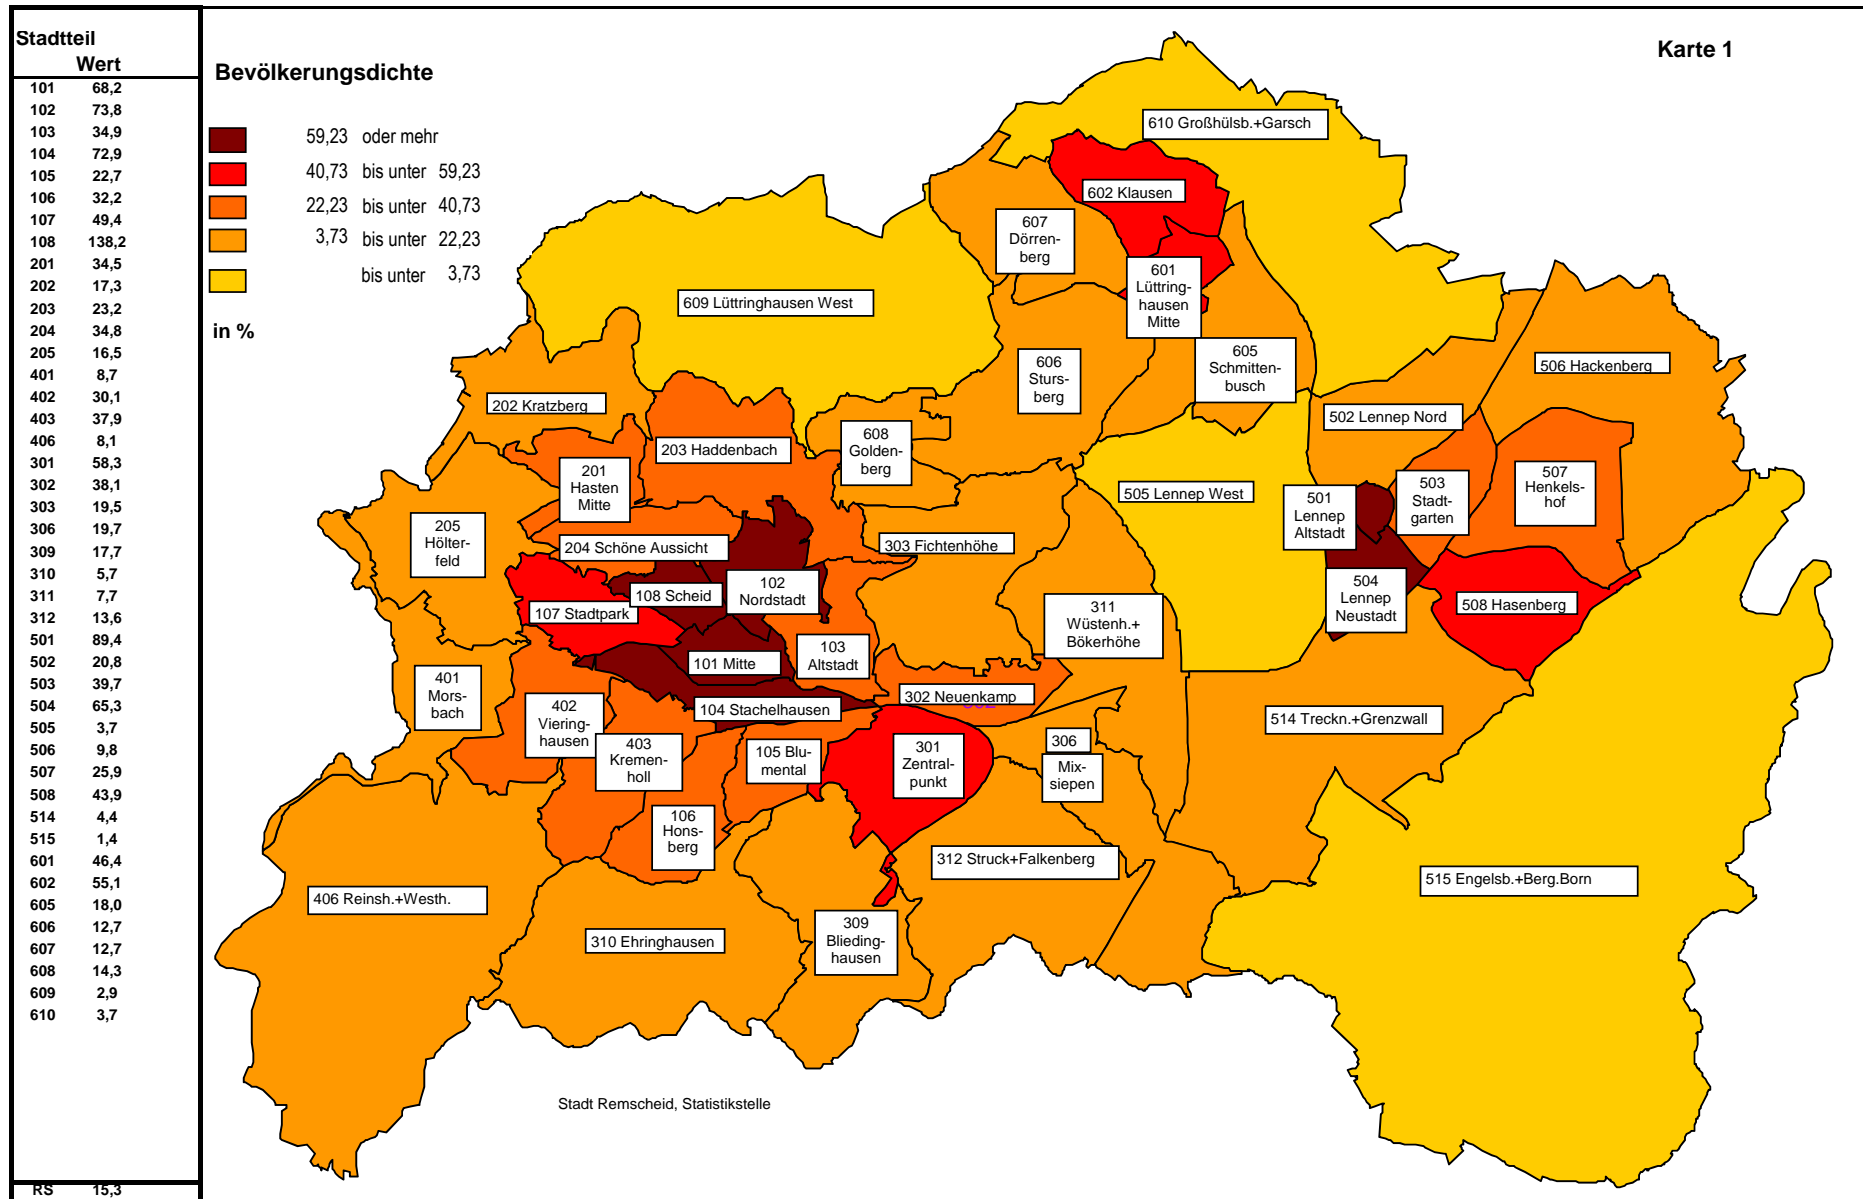 Stadtteil
Wert
101 68,2
102 73,8
103 34,9
104 72,9
105 22,7
106 32,2
107 49,4
108 138,2
201 34,5
202 17,3
203 23,2
204 34,8
205 16,5
401 8,7
402 30,1
403 37,9
406 8,1
301 58,3
302 38,1
303 19,5
306 19,7
309 17,7
310 5,7
311 7,7
312 13,6
501 89,4
502 20,8
503 39,7
504 65,3
505 3,7
506 9,8
507 25,9
508 43,9
514 4,4
515 1,4
601 46,4
602 55,1
605 18,0
606 12,7
607 12,7
608 14,3
609 2,9
610 3,7
RS 15,3
Karte 1
Bevölkerungsdichte
59,23 oder mehr
40,73 bis unter 59,23
22,23 bis unter 40,73
3,73 bis unter 22,23
bis unter 3,73
in %
610 Großhülsb.+Garsch
602 Klausen
607
Dörren-
berg
601
Lüttring-
hausen
Mitte
609 Lüttringhausen West
605
Schmitten-
busch
606
Sturs-
berg
506 Hackenberg
202 Kratzberg
502 Lennep Nord
608
Golden-
berg
203 Haddenbach
201
Hasten
Mitte
507
Henkels-
hof
503
Stadt-
garten
505 Lennep West
501
Lennep
Altstadt
205
Hölter-
feld
204 Schöne Aussicht
303 Fichtenhöhe
102
Nordstadt
108 Scheid
504
Lennep
Neustadt
508 Hasenberg
107 Stadtpark
311
Wüstenh.+
Bökerhöhe
103
Altstadt
101 Mitte
401
Mors-
bach
302 Neuenkamp
302
402
Viering-
hausen
104 Stachelhausen
514 Treckn.+Grenzwall
403
Kremen-
holl
105 Blu-
mental
301
Zentral-
punkt
306
Mix-
siepen
106
Hons-
berg
312 Struck+Falkenberg
515 Engelsb.+Berg.Born
406 Reinsh.+Westh.
310 Ehringhausen
309
Blieding-
hausen
Stadt Remscheid, Statistikstelle